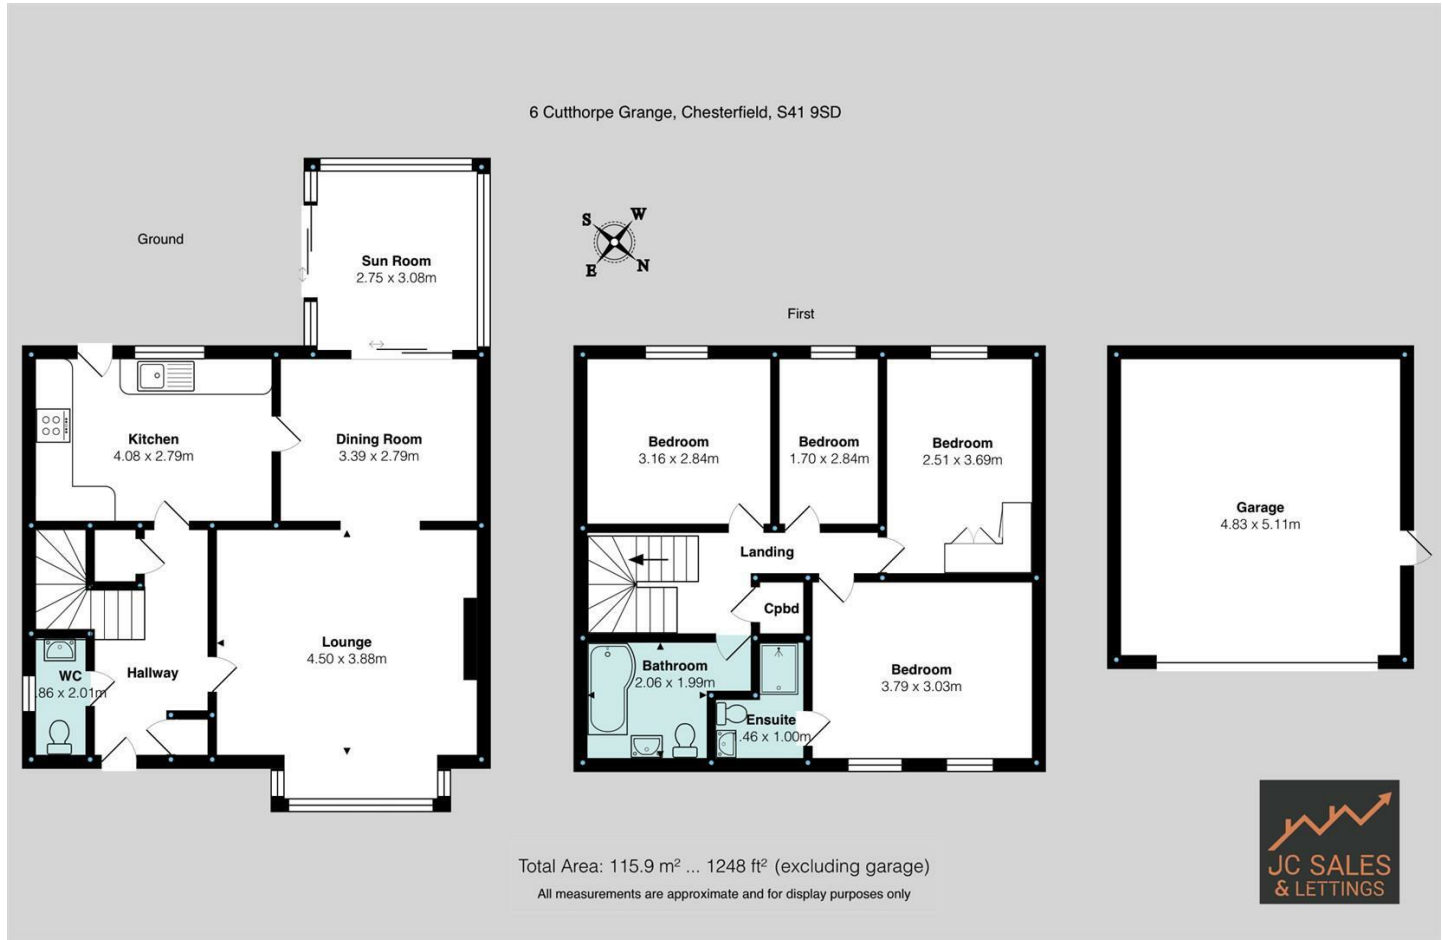 6 Cutthorpe Grange, Chesterfield, S41 9SD
Ground
Sun Room
2.75 x 3.08m
S
W
E
N
First
Kitchen
4.08 x 2.79m
Dining Room
3.39 x 2.79m
Bedroom
3.16 x 2.84m
Bedroom
1.70 x 2.84m
Bedroom
2.51 x 3.69m
Garage
4.83 x 5.11m
Landing
Cpbd
Lounge
4.50 x 3.88m
Hallway
WC
.86 x 2.01m
Bathroom
2.06 x 1.99m
Bedroom
3.79 x 3.03m
Ensuite
1.46 x 1.00m
Total Area: 115.9 m² ... 1248 ft² (excluding garage)
All measurements are approximate and for display purposes only
JC SALES
& LETTINGS